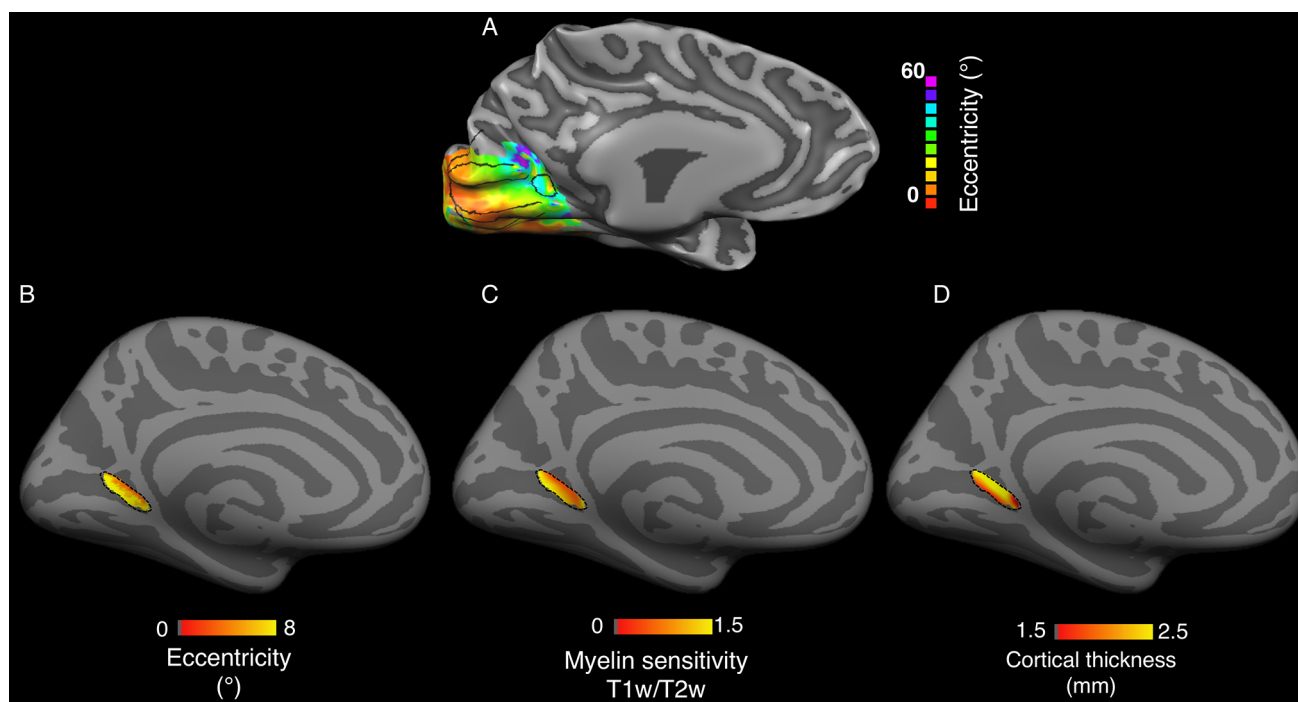 A
60
0
Eccentricity (°)
B
C
D
0
8
Eccentricity
(°)
0
1.5
Myelin sensitivity
T1w/T2w
1.5
2.5
Cortical thickness
(mm)